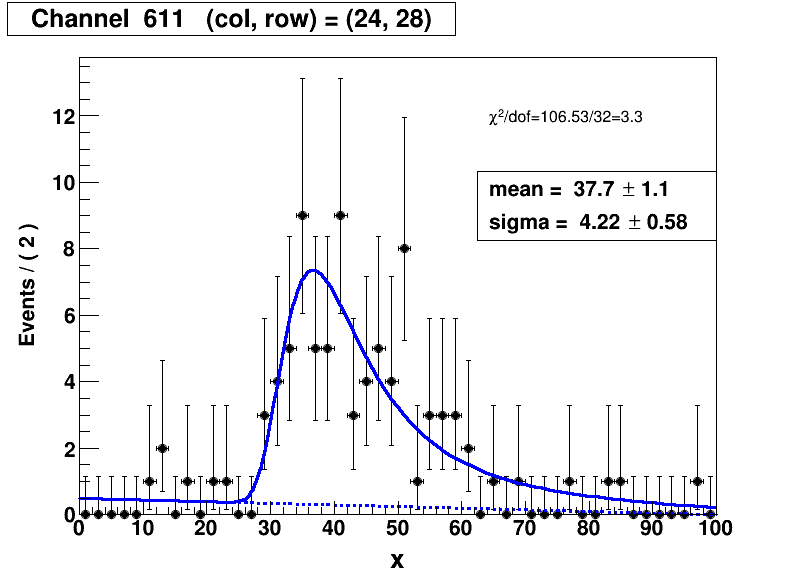 Channel  611   (col, row) = (24, 28)
χ²/dof=106.53/32=3.3
mean =  37.7 ± 1.1
sigma =  4.22 ± 0.58
Events / ( 2 )
12
10
8
6
4
2
0
0 10 20 30 40 50 60 70 80 90 100
x